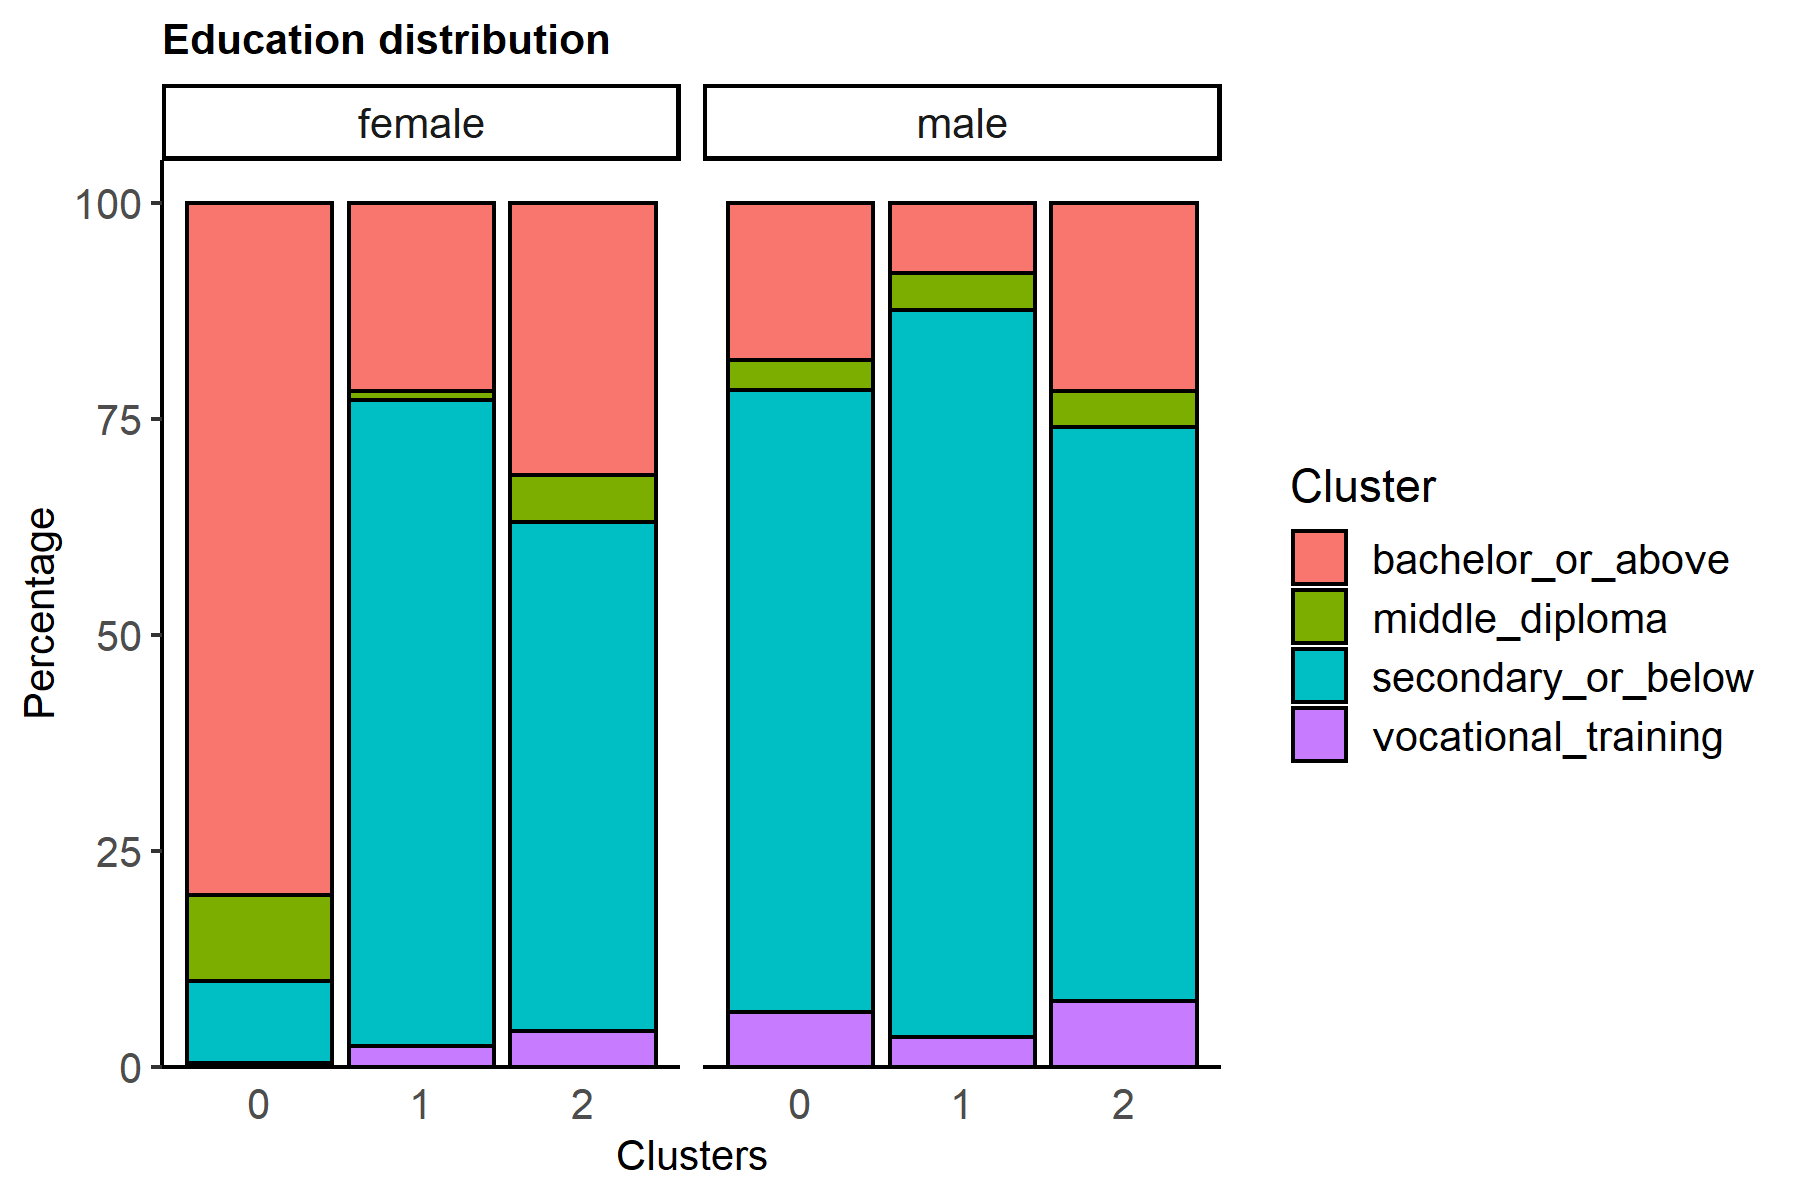 Education distribution
female
male
100
75
50
25
0
Percentage
0 1 2
0 1 2
Clusters
Cluster
bachelor_or_above
middle_diploma
secondary_or_below
vocational_training